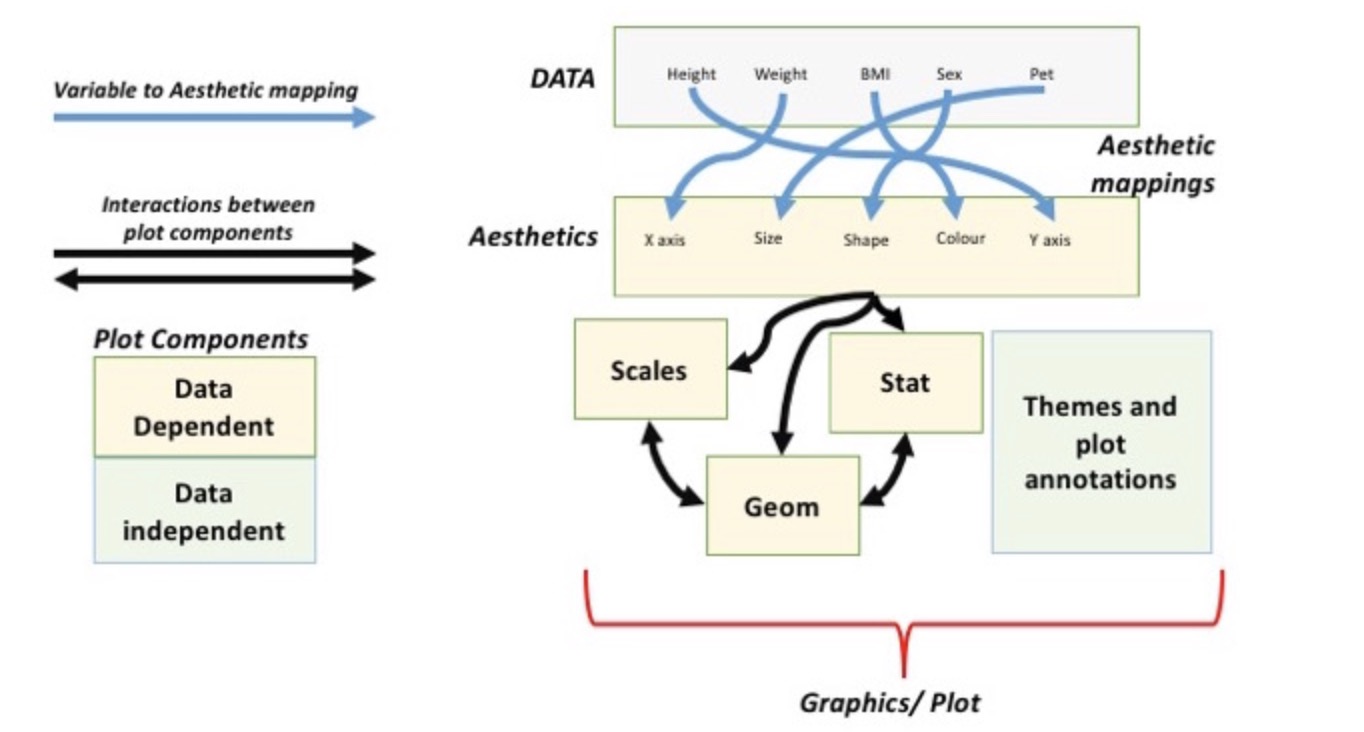 Variable to Aesthetic mapping
Interactions between
plot components
Plot Components
Data
Dependent
Data
independent
DATA
Height Weight BMI Sex Pet
Aesthetic
mappings
Aesthetics
X axis Size Shape Colour Y axis
Scales
Stat
Geom
Themes and
plot
annotations
Graphics/ Plot